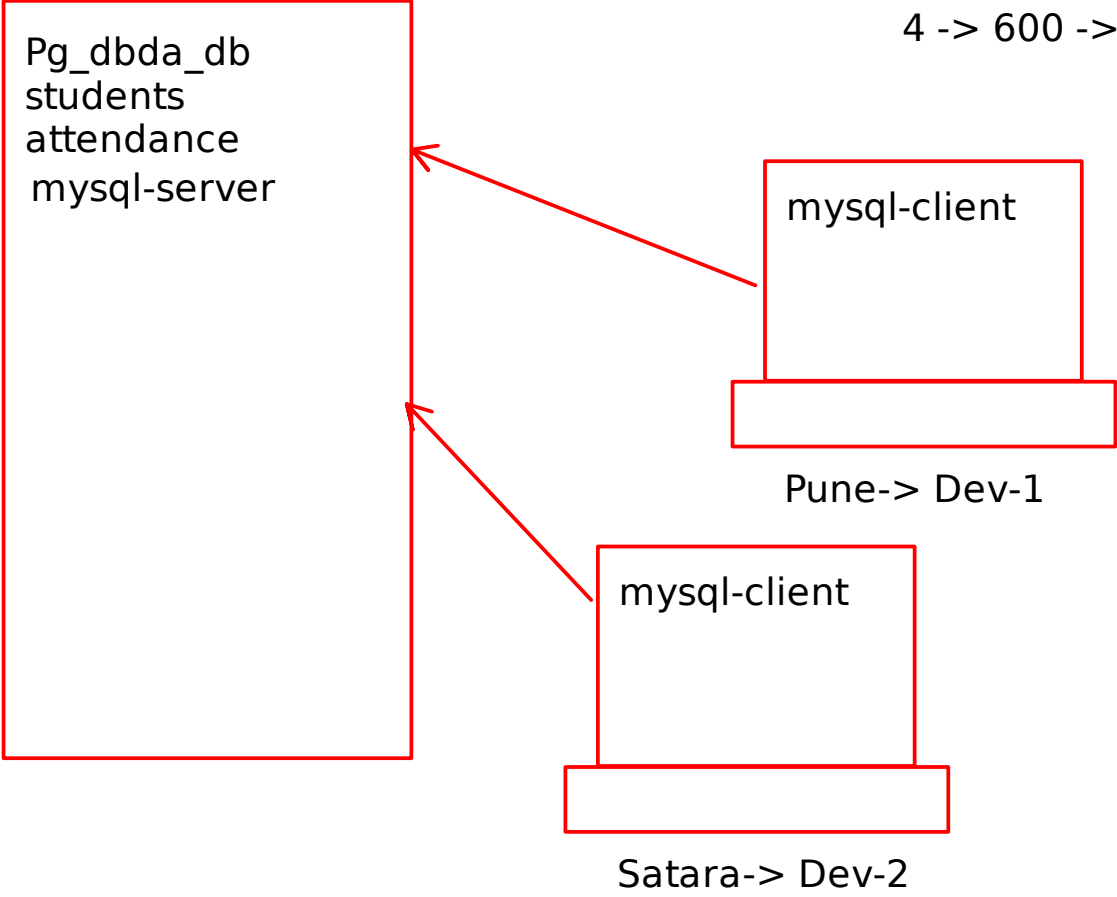 Pg_dbda_db
students
attendance
mysql-server
4 -> 600 ->
mysql-client
Pune-> Dev-1
mysql-client
Satara-> Dev-2